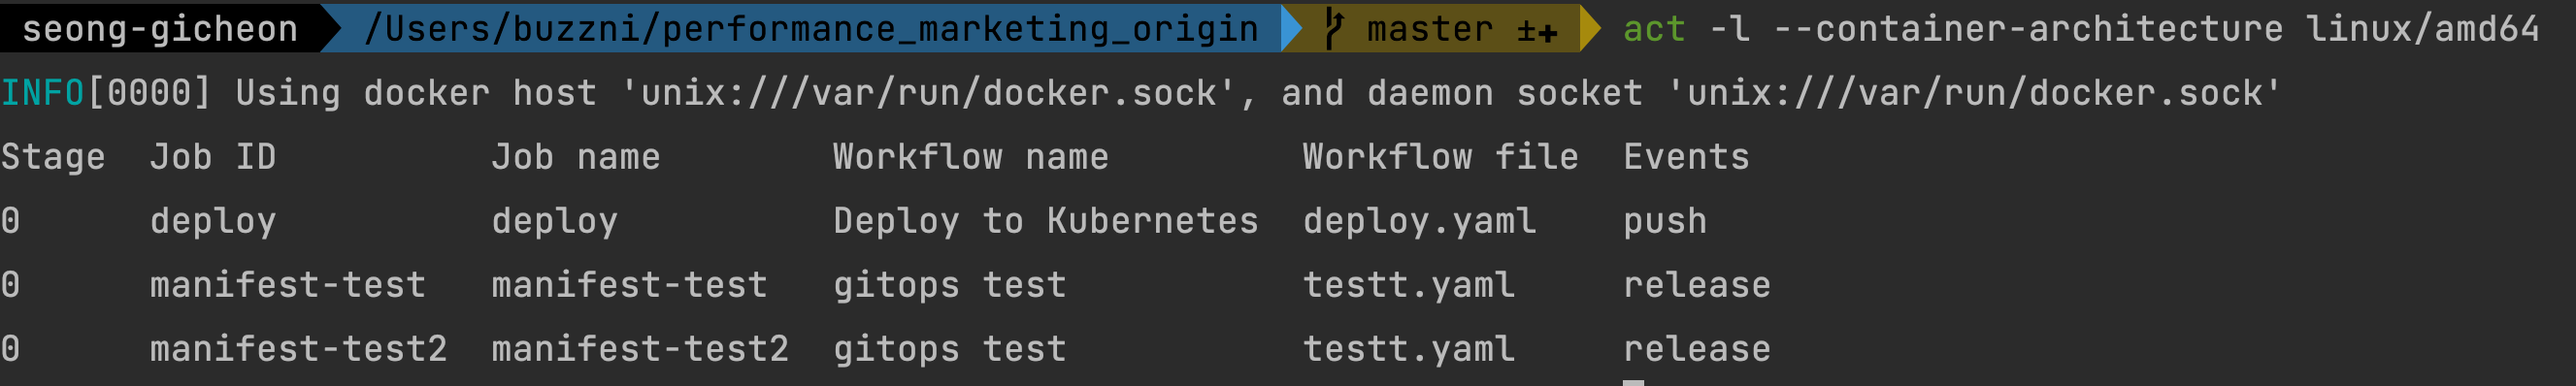 seong-gicheon /Users/buzzni/performance_marketing_origin master ±+ act -l --container-architecture linux/amd64
INFO[0000] Using docker host 'unix:///var/run/docker.sock', and daemon socket 'unix:///var/run/docker.sock'
Stage Job ID Job name Workflow name Workflow file Events
0 deploy deploy Deploy to Kubernetes deploy.yaml push
0 manifest-test manifest-test gitops test testt.yaml release
0 manifest-test2 manifest-test2 gitops test testt.yaml release